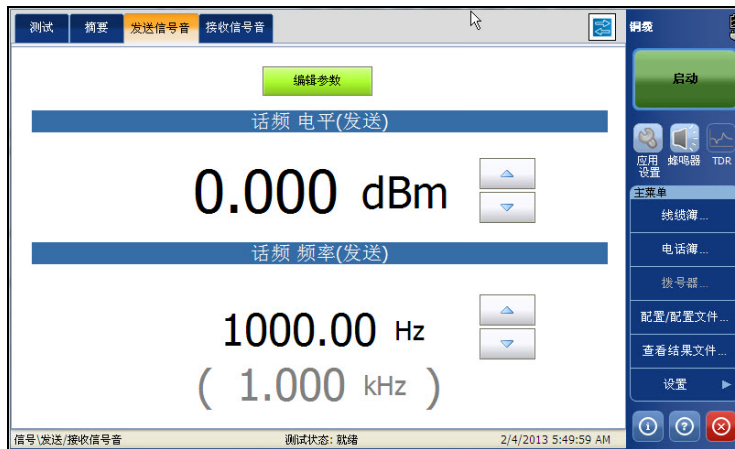 测试
摘要
发送信号音
接收信号音
编辑参数
话频 电平(发送)
0.000 dBm
话频 频率(发送)
1000.00 Hz
( 1.000 kHz )
信号\发送/接收信号音
测试状态: 就绪
2/4/2013 5:49:59 AM
铜缆
启动
应用
设置
蜂鸣器
TDR
主菜单
线缆簿...
电话簿...
拨号器...
配置/配置文件...
查看结果文件...
设置